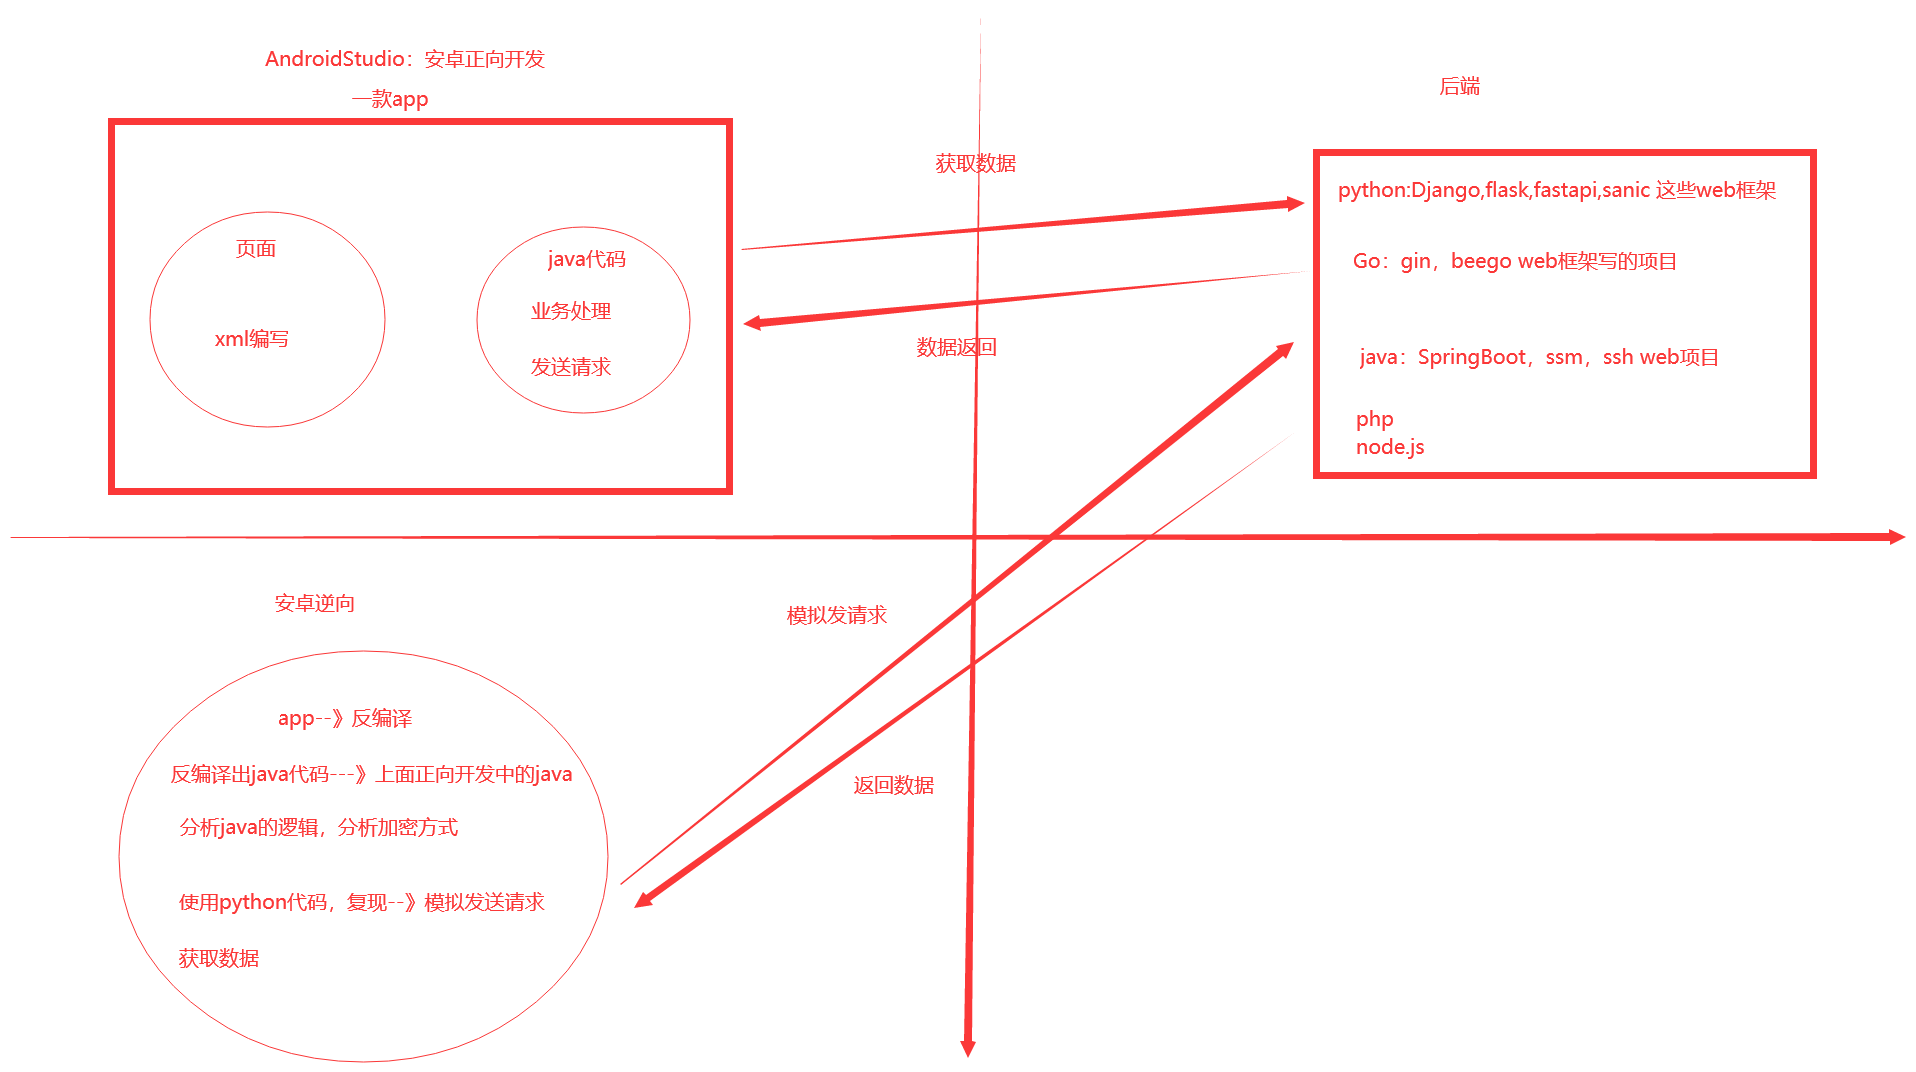 AndroidStudio：安卓正向开发
一款app
页面
xml编写
java代码
业务处理
发送请求
获取数据
数据返回
后端
python:Django,flask,fastapi,sanic 这些web框架
Go：gin，beego web框架写的项目
java：SpringBoot，ssm，ssh web项目
php
node.js
安卓逆向
app--》反编译
反编译出java代码---》上面正向开发中的java
分析java的逻辑，分析加密方式
使用python代码，复现--》模拟发送请求
获取数据
模拟发请求
返回数据